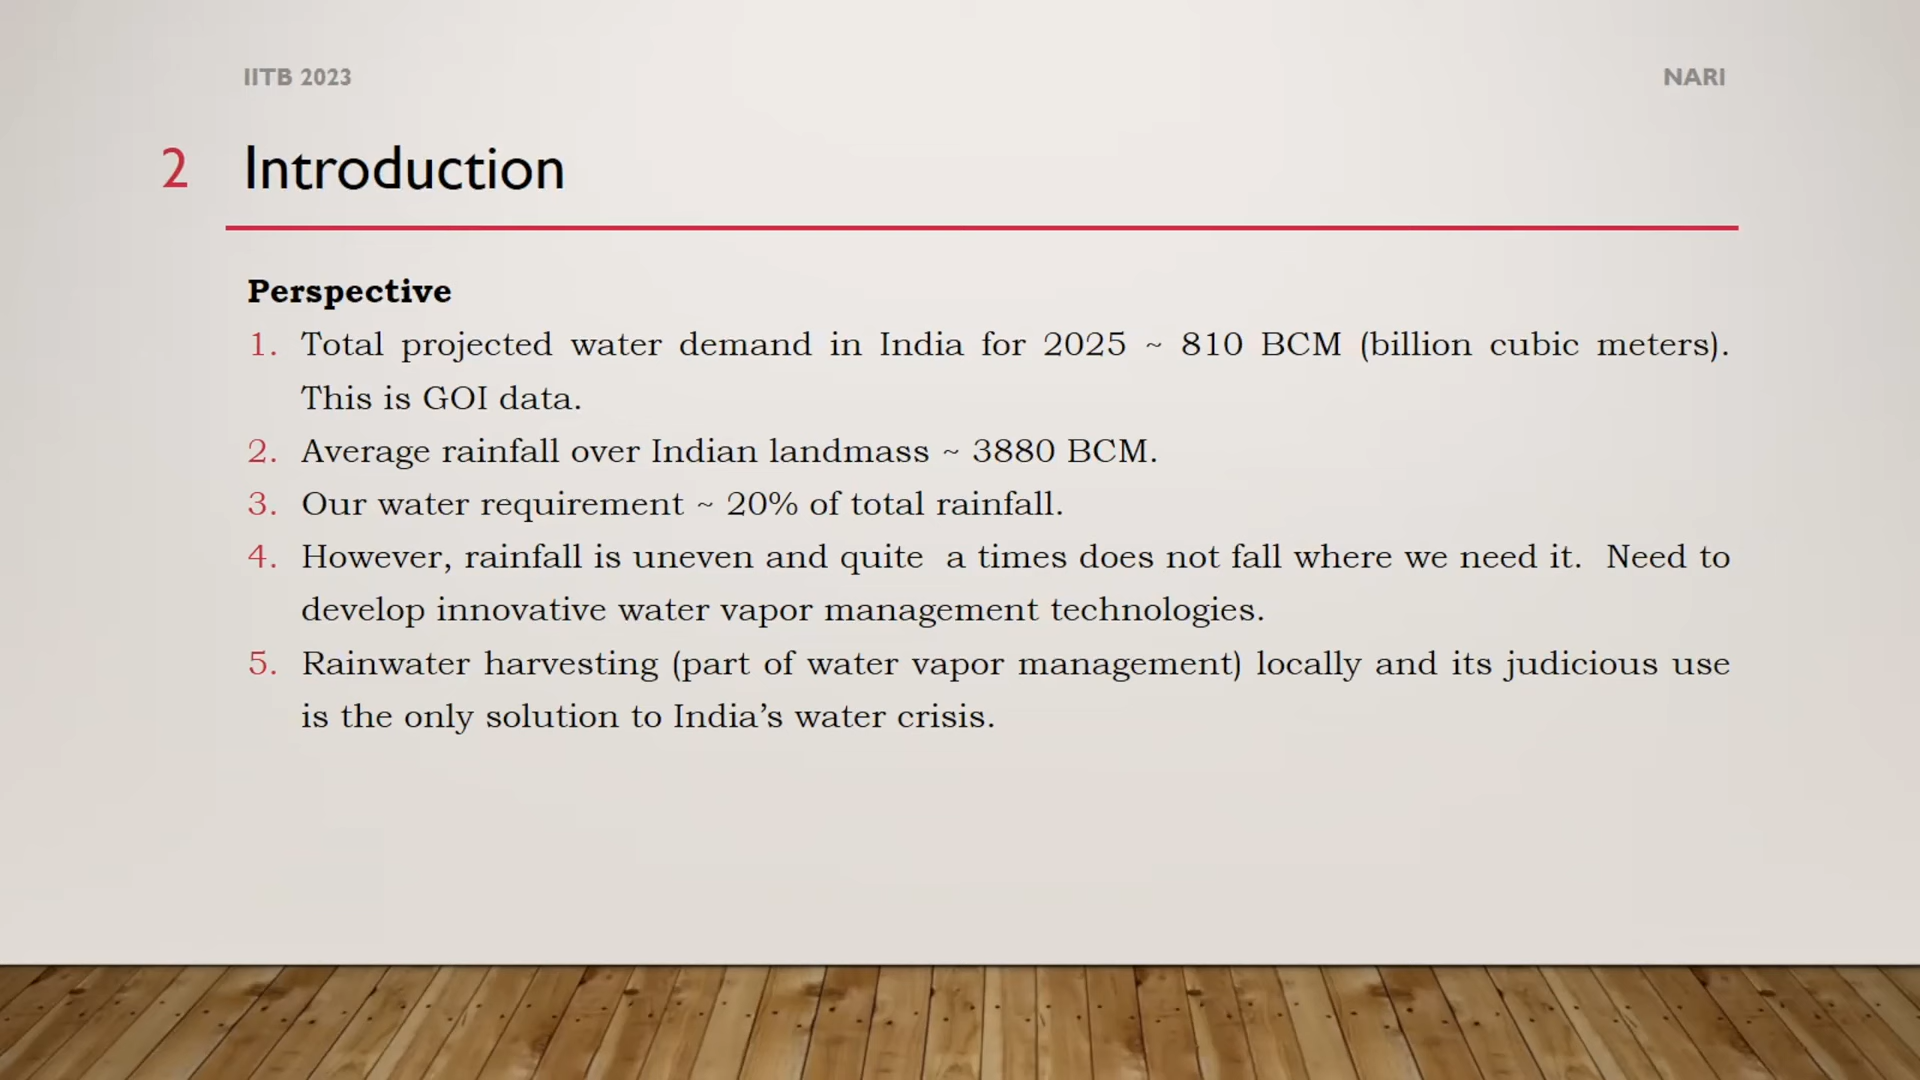 IITB 2023 NARI
2 Introduction
Perspective
1. Total projected water demand in India for 2025 ~ 810 BCM (billion cubic meters).
This is GOI data.
2. Average rainfall over Indian landmass ~ 3880 BCM.
3. Our water requirement ~ 20% of total rainfall.
4. However, rainfall is uneven and quite  a times does not fall where we need it.  Need to
develop innovative water vapor management technologies.
5. Rainwater harvesting (part of water vapor management) locally and its judicious use
is the only solution to India’s water crisis.